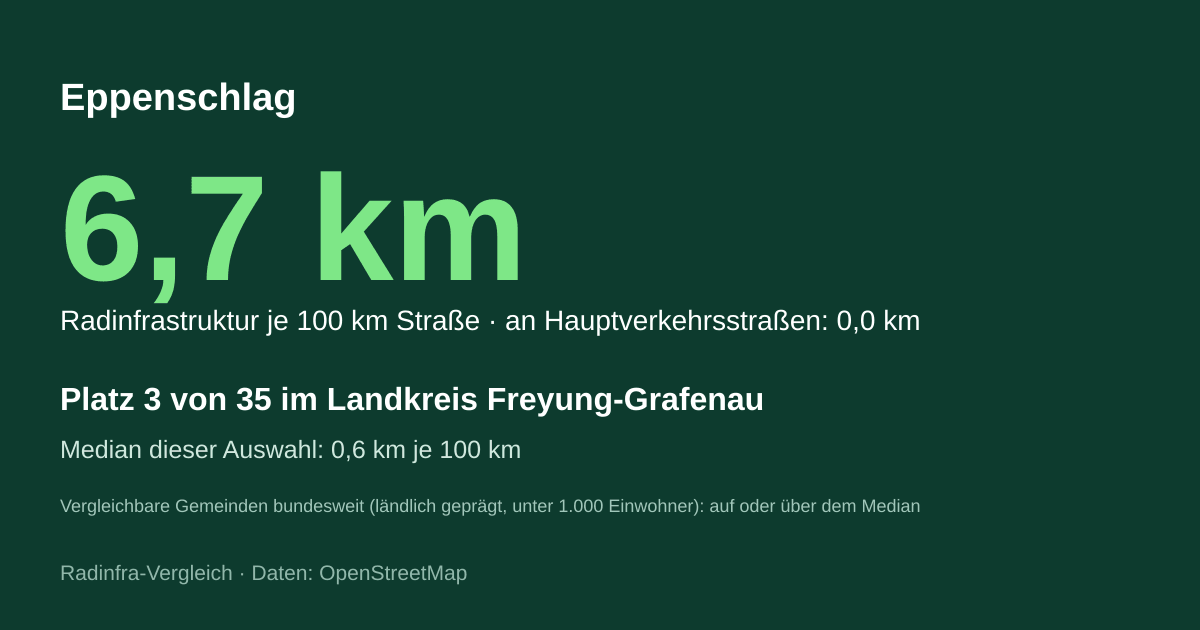 Eppenschlag
6,7 km
Radinfrastruktur je 100 km Straße · an Hauptverkehrsstraßen: 0,0 km
Platz 3 von 35 im Landkreis Freyung-Grafenau
Median dieser Auswahl: 0,6 km je 100 km
Vergleichbare Gemeinden bundesweit (ländlich geprägt, unter 1.000 Einwohner): auf oder über dem Median
Radinfra-Vergleich · Daten: OpenStreetMap